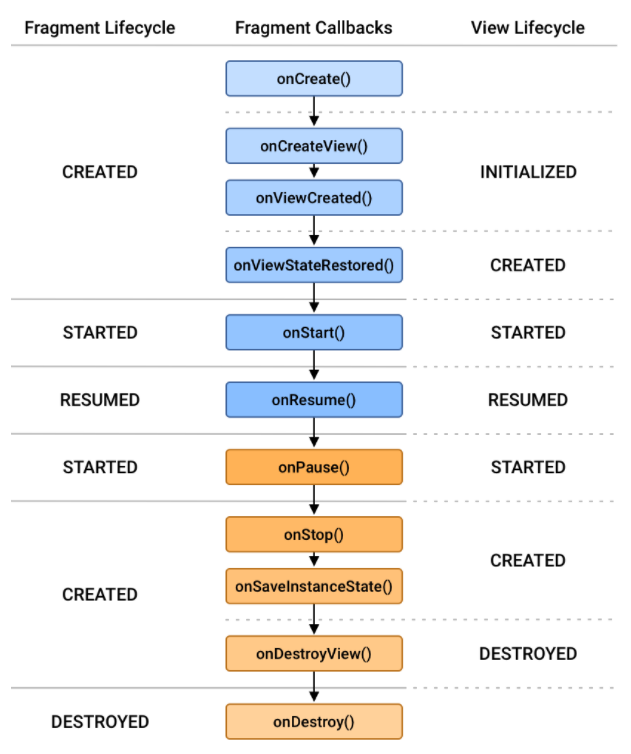 Fragment Lifecycle Fragment Callbacks View Lifecycle
onCreate()
onCreateView()
CREATED INITIALIZED
onViewCreated()
onViewStateRestored() CREATED
STARTED onStart() STARTED
RESUMED onResume() RESUMED
STARTED onPause() STARTED
onStop()
CREATED
onSaveInstanceState()
CREATED
onDestroyView() DESTROYED
DESTROYED onDestroy()